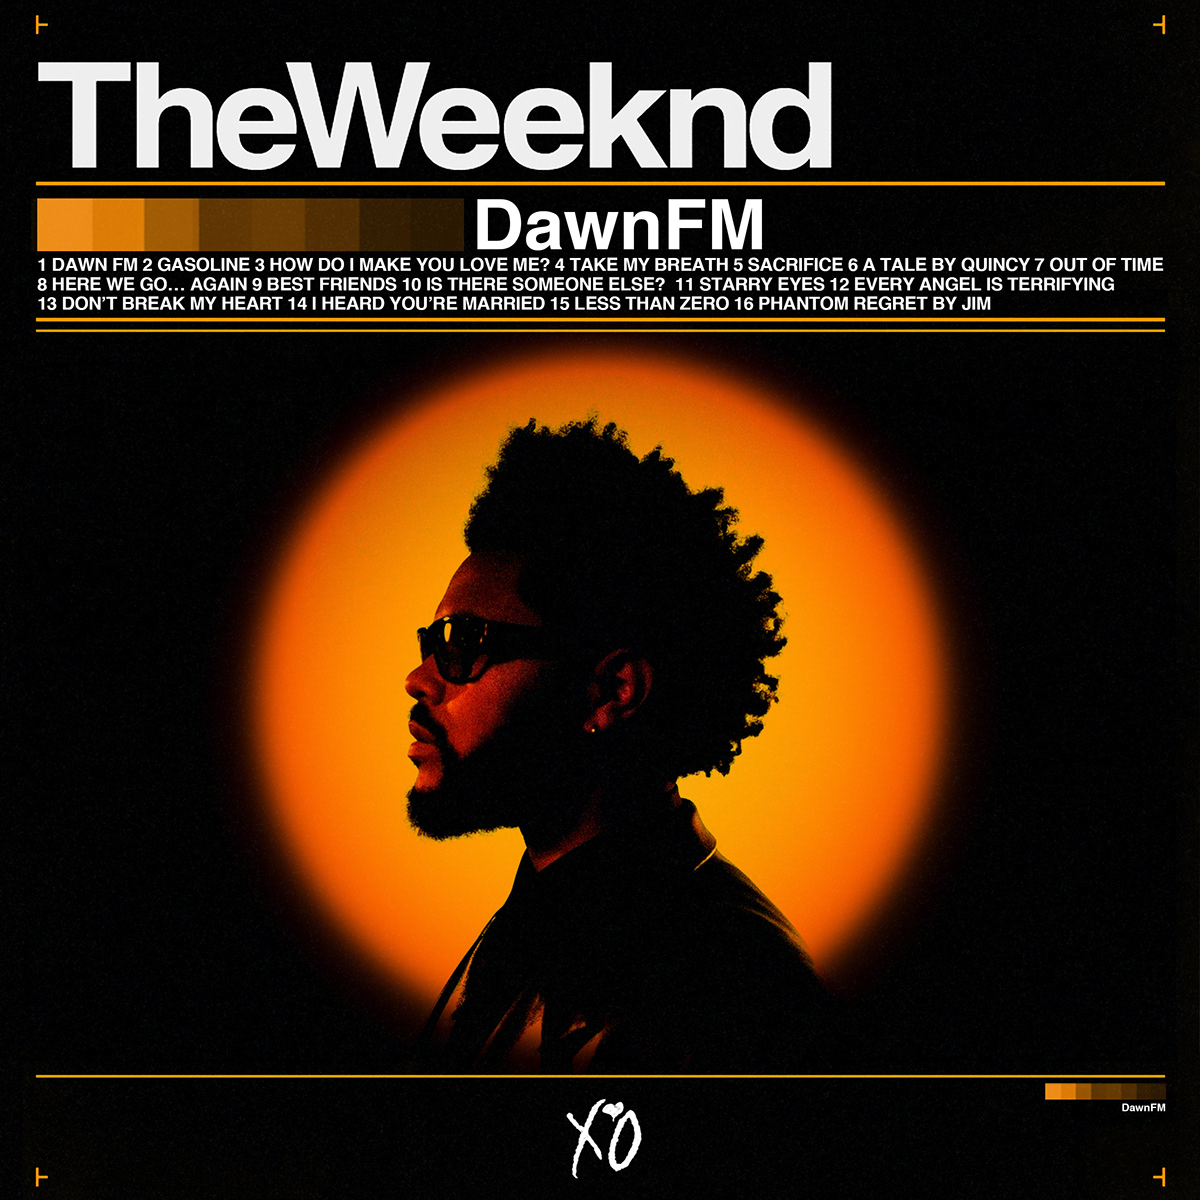 TheWeeknd
DawnFM
1 DAWN FM 2 GASOLINE 3 HOW DO I MAKE YOU LOVE ME? 4 TAKE MY BREATH 5 SACRIFICE 6 A TALE BY QUINCY 7 OUT OF TIME
8 HERE WE GO... AGAIN 9 BEST FRIENDS 10 IS THERE SOMEONE ELSE? 11 STARRY EYES 12 EVERY ANGEL IS TERRIFYING
13 DON'T BREAK MY HEART 14 I HEARD YOU'RE MARRIED 15 LESS THAN ZERO 16 PHANTOM REGRET BY JIM
DawnFM
XO